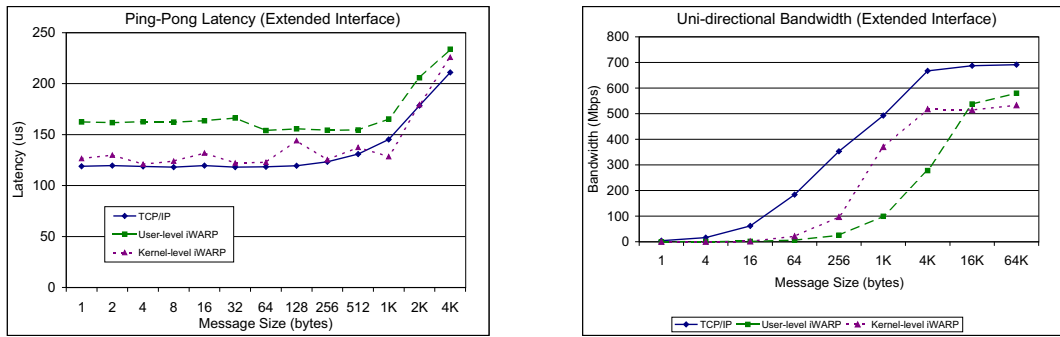 Ping-Pong Latency (Extended Interface)
250
200
150
100
50
0
Latency (us)
TCP/IP
User-level iWARP
Kernel-level iWARP
1 2 4 8 16 32 64 128 256 512 1K 2K 4K
Message Size (bytes)
Uni-directional Bandwidth (Extended Interface)
800
700
600
500
400
300
200
100
0
Bandwidth (Mbps)
1 4 16 64 256 1K 4K 16K 64K
Message Size (bytes)
TCP/IP User-level iWARP Kernel-level iWARP